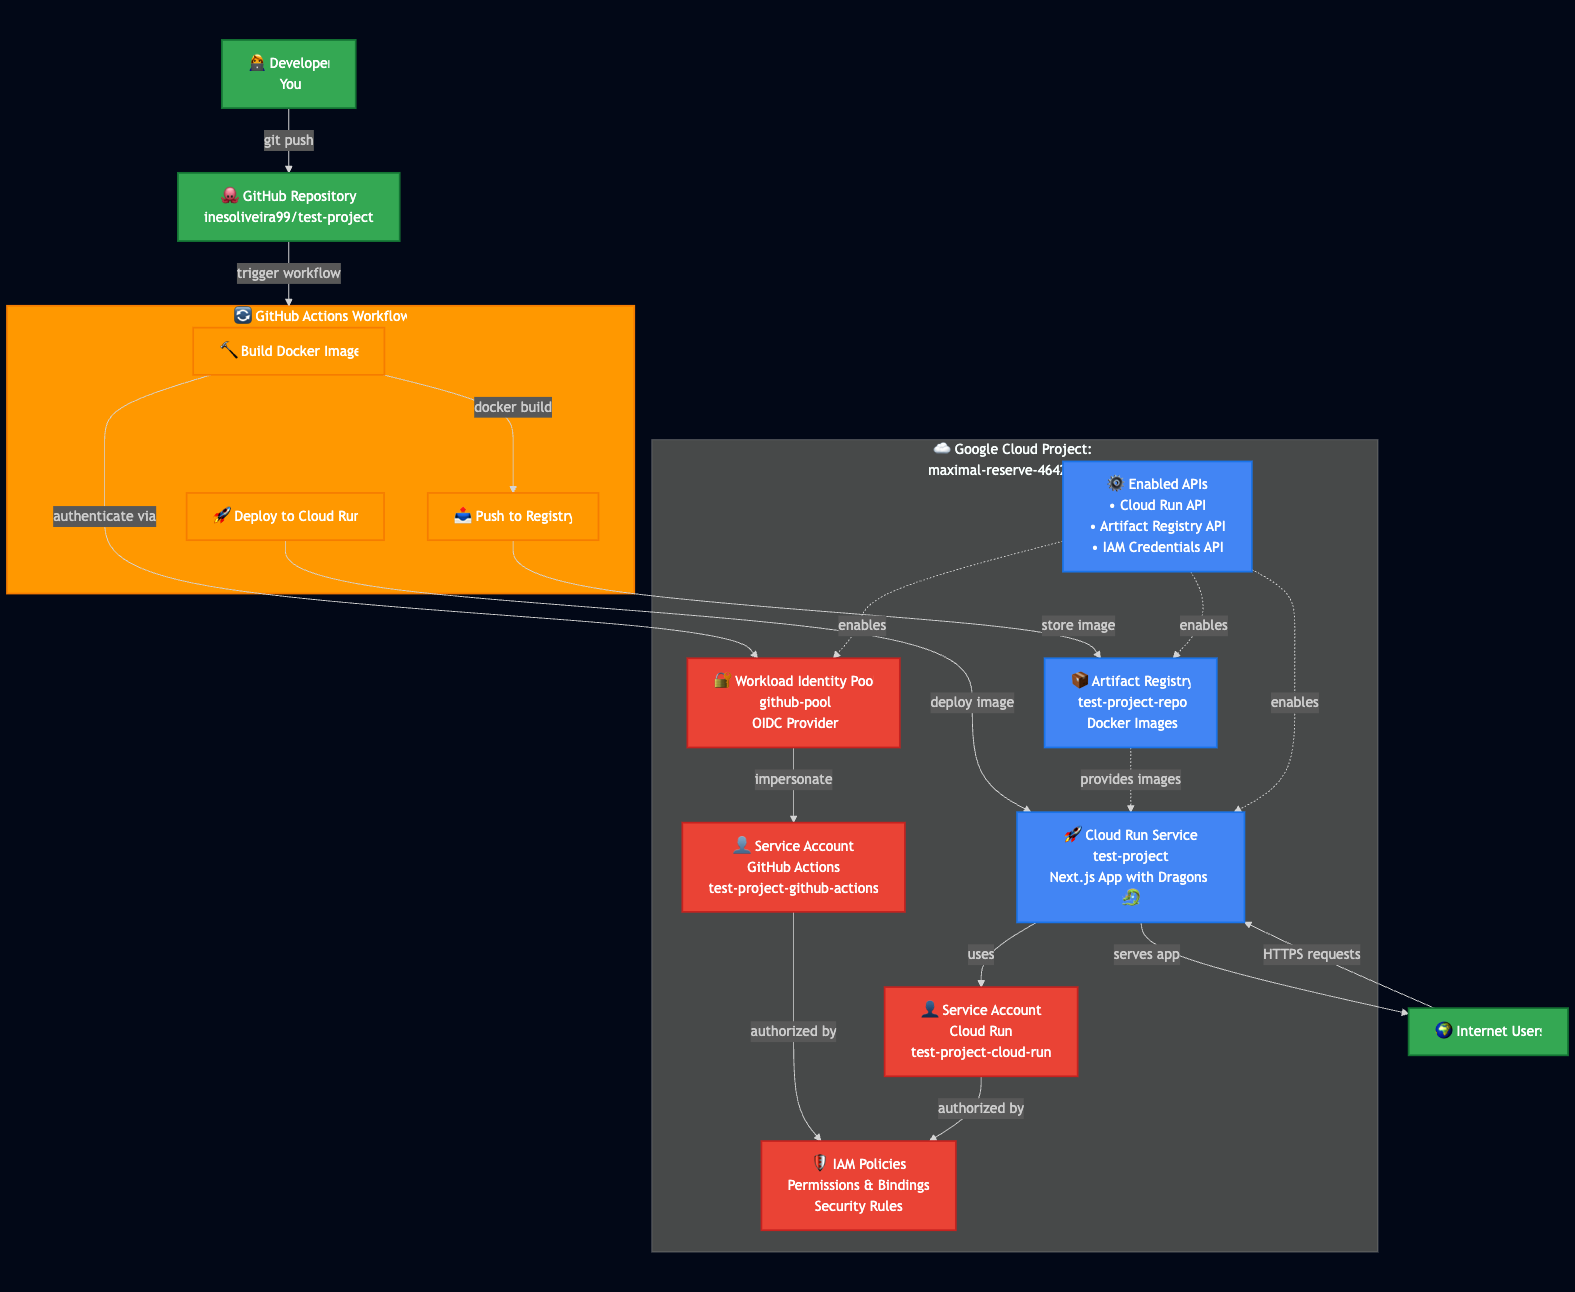 Developer
You
git push
GitHub Repository
inesoliveira99/test-project
trigger workflow
GitHub Actions Workflow
Build Docker Image
docker build
authenticate via
Deploy to Cloud Run
Push to Registry
Google Cloud Project:
maximal-reserve-464
Enabled APIs
• Cloud Run API
• Artifact Registry API
• IAM Credentials API
enables
store image
enables
Workload Identity Poo
github-pool
OIDC Provider
deploy image
Artifact Registry
test-project-repo
Docker Images
enables
impersonate
provides images
Service Account
GitHub Actions
test-project-github-actions
Cloud Run Service
test-project
Next.js App with Dragons
uses
serves app
HTTPS requests
Service Account
Cloud Run
test-project-cloud-run
Internet Users
authorized by
authorized by
IAM Policies
Permissions & Bindings
Security Rules